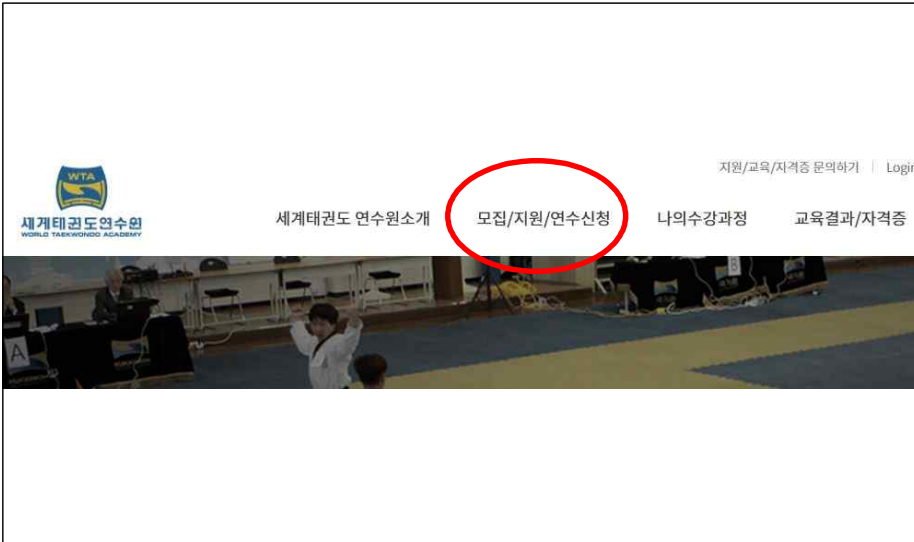 지원/교육/자격증 문의하기 | Login
WTA
세계태권도연수원
WORLD TAEKWONDO ACADEMY
세계태권도 연수원소개 모집/지원/연수신청 나의수강과정 교육결과/자격증
A
B